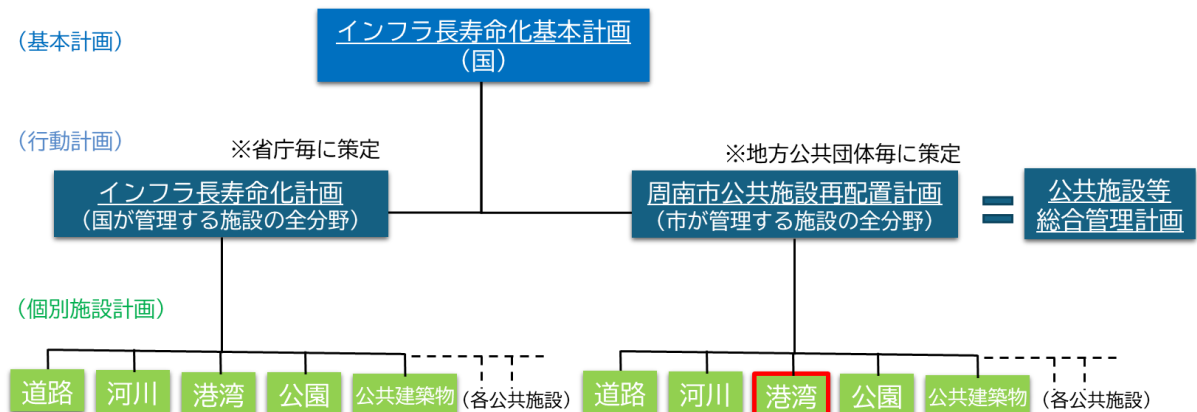 （基本計画）
インフラ長寿命化基本計画
（国）
（行動計画）
※省庁毎に策定
※地方公共団体毎に策定
インフラ長寿命化計画
（国が管理する施設の全分野）
周南市公共施設再配置計画
（市が管理する施設の全分野）
=
公共施設等
総合管理計画
（個別施設計画）
道路
河川
港湾
公園
公共建築物
（各公共施設）
道路
河川
港湾
公園
公共建築物
（各公共施設）